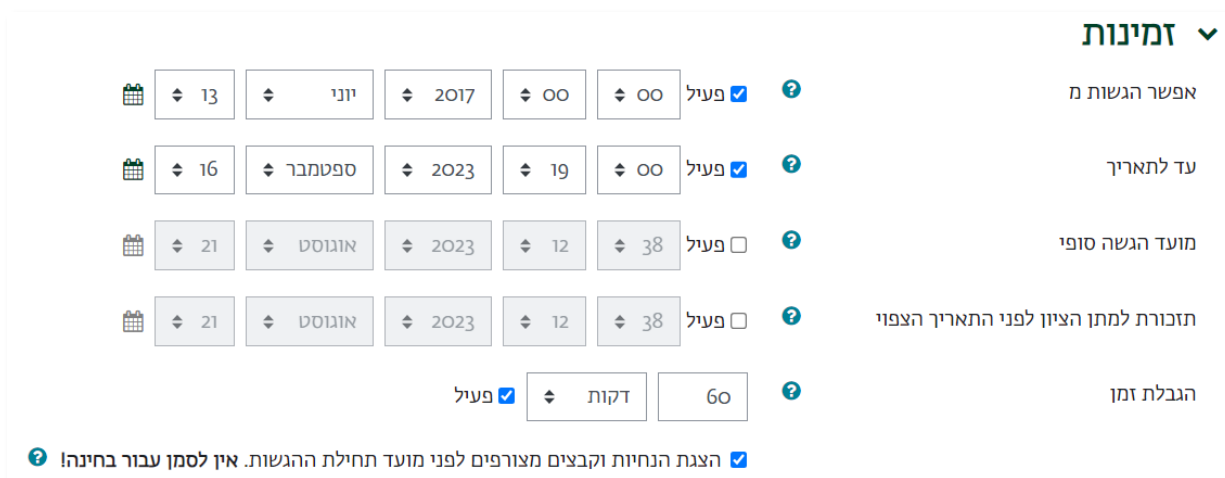 זמינות
אפשר הגשות מ ? פעיל 00 00 2017 יוני 13
עד לתאריך ? פעיל 00 19 2023 ספטמבר 16
מועד הגשה סופי ? פעיל 38 12 2023 אוגוסט 21
תזכורת למתן הציון לפני התאריך הצפוי ? פעיל 38 12 2023 אוגוסט 21
הגבלת זמן ? 60 דקות פעיל
הצגת הנחיות וקבצים מצורפים לפני מועד תחילת ההגשות. אין לסמן עבור בחינה! ?